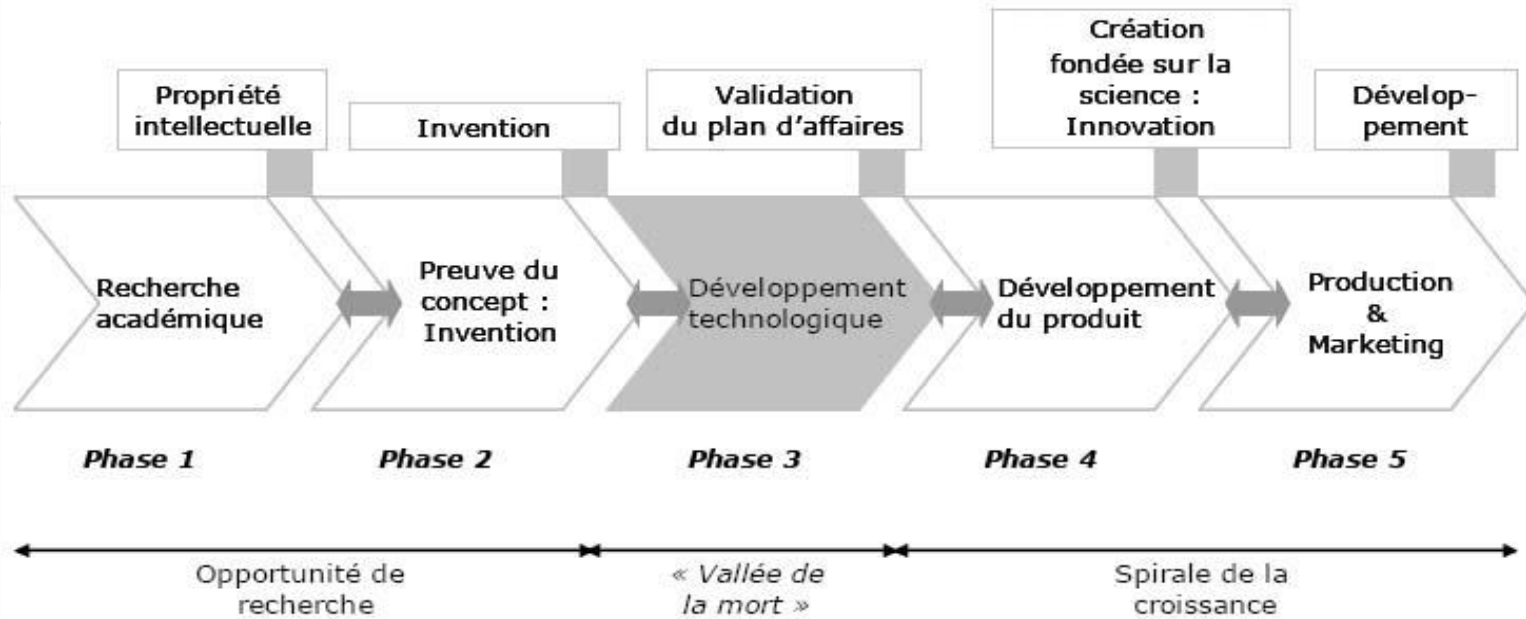 Propriété
intellectuelle
Invention
Validation
du plan d'affaires
Création
fondée sur la
science :
Innovation
Dévelop-
pement
Recherche
académique
Preuve du
concept :
Invention
Développement
technologique
Développement
du produit
Production
&
Marketing
Phase 1
Phase 2
Phase 3
Phase 4
Phase 5
Opportunité de
recherche
« Vallée de
la mort »
Spirale de la
croissance